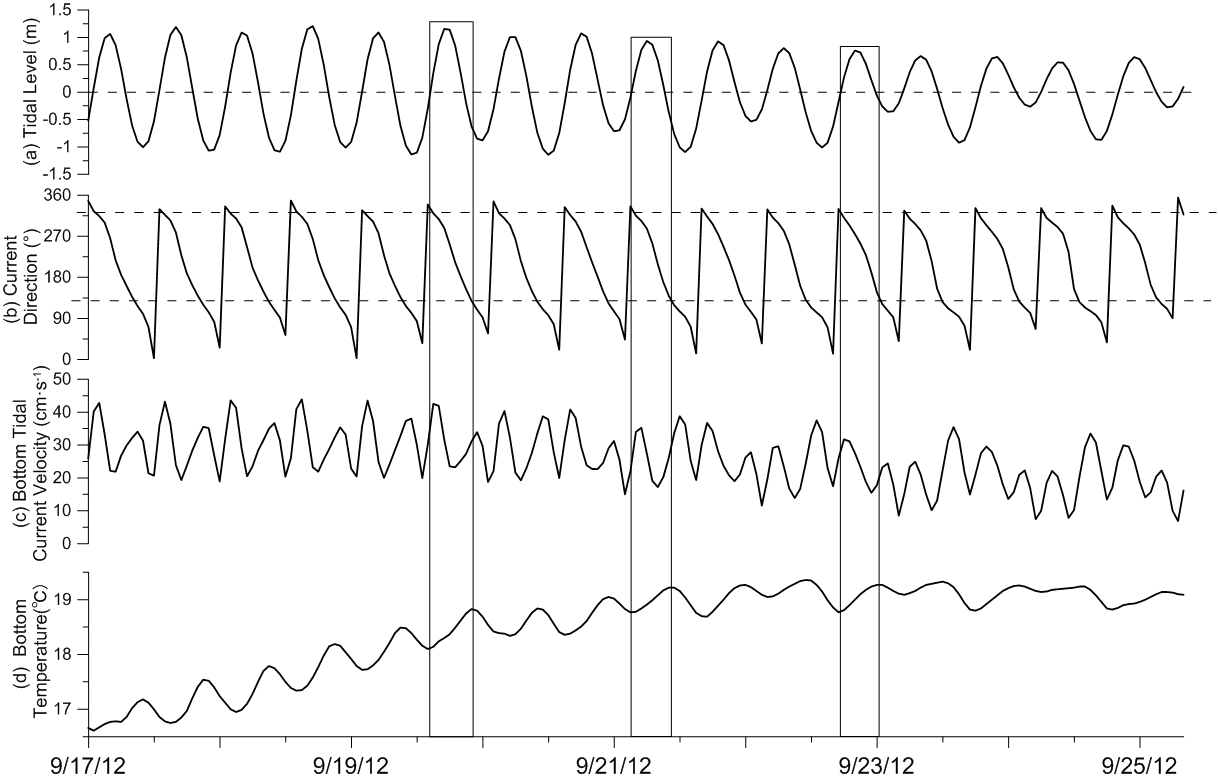 1.5
1
0.5
0
-0.5
-1
-1.5
(a) Tidal Level (m)
360
270
180
90
0
(b) Current
Direction (°)
50
40
30
20
10
0
(c) Bottom Tidal
Current Velocity (cm·s-1)
19
18
17
(d) Bottom
Temperature(°C)
9/17/12 9/19/12 9/21/12 9/23/12 9/25/12